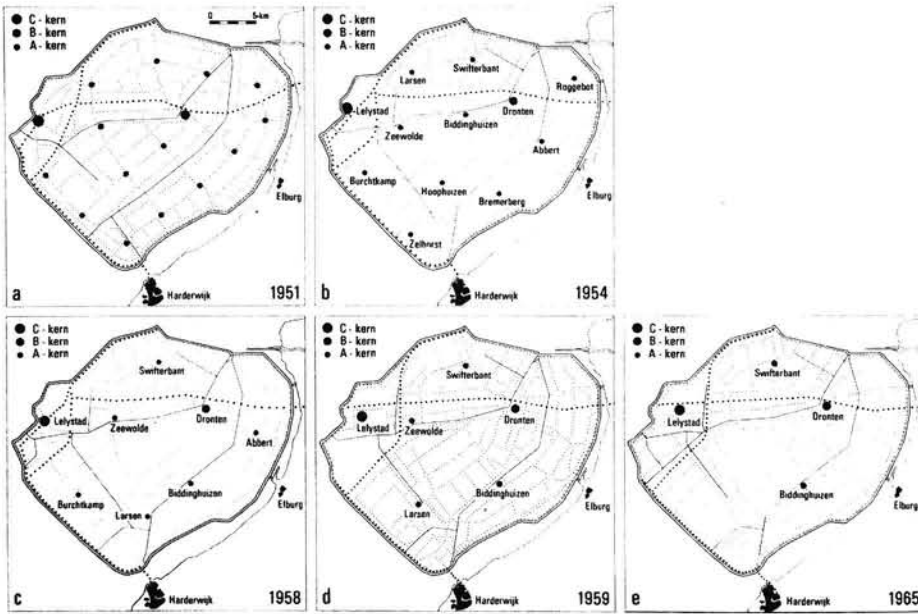 C - kern
B - kern
A - kern
0 5-km
Elburg
Harderwijk
a
1951
C - kern
B - kern
A - kern
Swifterbant
Larsen
Roggebot
Lelystad
Dronten
Biddinghuizen
Zeewolde
Abbert
Burchtkamp
Hoophuizen
Bremerberg
Elburg
Zelhorst
b
Harderwijk
1954
C - kern
B - kern
A - kern
Swifterbant
Lelystad
Zeewolde
Dronten
Abbert
Biddinghuizen
Burchtkamp
Larsen
Elburg
c
Harderwijk
1958
C - kern
B - kern
A - kern
Swifterbant
Lelystad
Zeewolde
Dronten
Biddinghuizen
Larsen
Elburg
d
Harderwijk
1959
C - kern
B - kern
A - kern
Swifterbant
Lelystad
Dronten
Biddinghuizen
Elburg
e
Harderwijk
1965